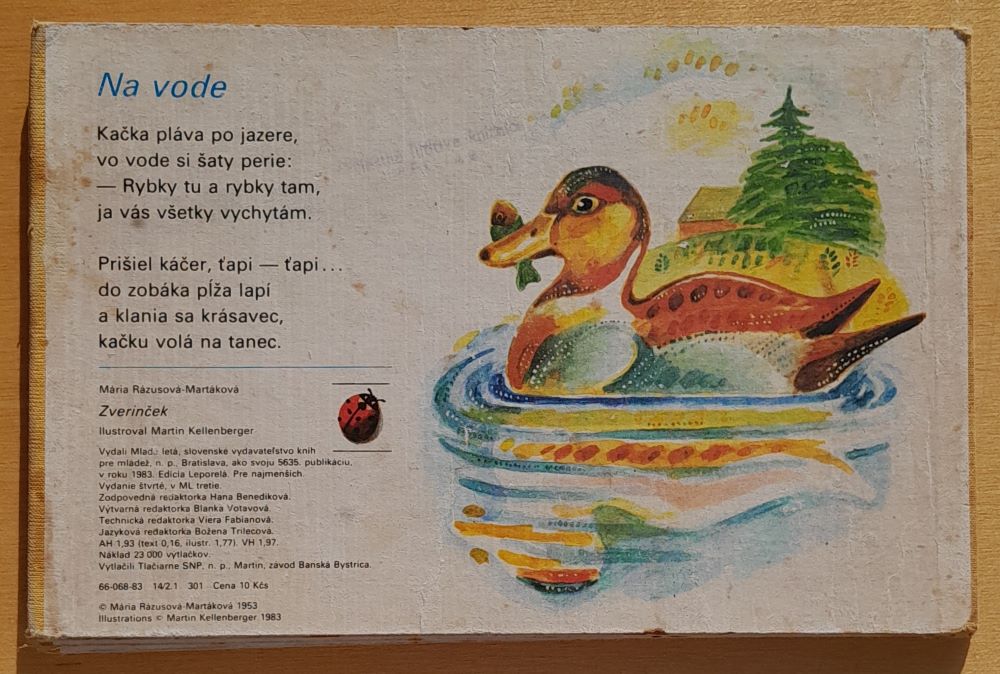 Na vode
Kačka pláva po jazere,
vo vode si šaty perie:
— Rybky tu a rybky tam,
ja vás všetky vychytám.
Prišiel káčer, ťapi — ťapi...
do zobáka pĺža lapí
a klania sa krásavec,
kačku volá na tanec.
Mária Rázusová-Martáková
Zverinček
Ilustroval Martin Kellenberger
Vydali Mlad. letá, slovenské vydavateľstvo kníh
pre mládež, n. p., Bratislava, ako svoju 5635. publikáciu,
v roku 1983. Edícia Leporelá. Pre najmenších.
Vydanie štvrté, v ML tretie.
Zodpovedná redaktorka Hana Benediková.
Výtvarná redaktorka Blanka Votavová.
Technická redaktorka Viera Fabianová.
Jazyková redaktorka Božena Trilecová.
AH 1,93 (text 0,16, ilustr. 1,77). VH 1,97.
Náklad 23 000 výtlačkov.
Vytlačili Tlačiarne SNP, n. p., Martin, závod Banská Bystrica.
66-068-83 14/2.1 301 Cena 10 Kčs
© Mária Rázusová-Martáková 1953
Illustrations © Martin Kellenberger 1983